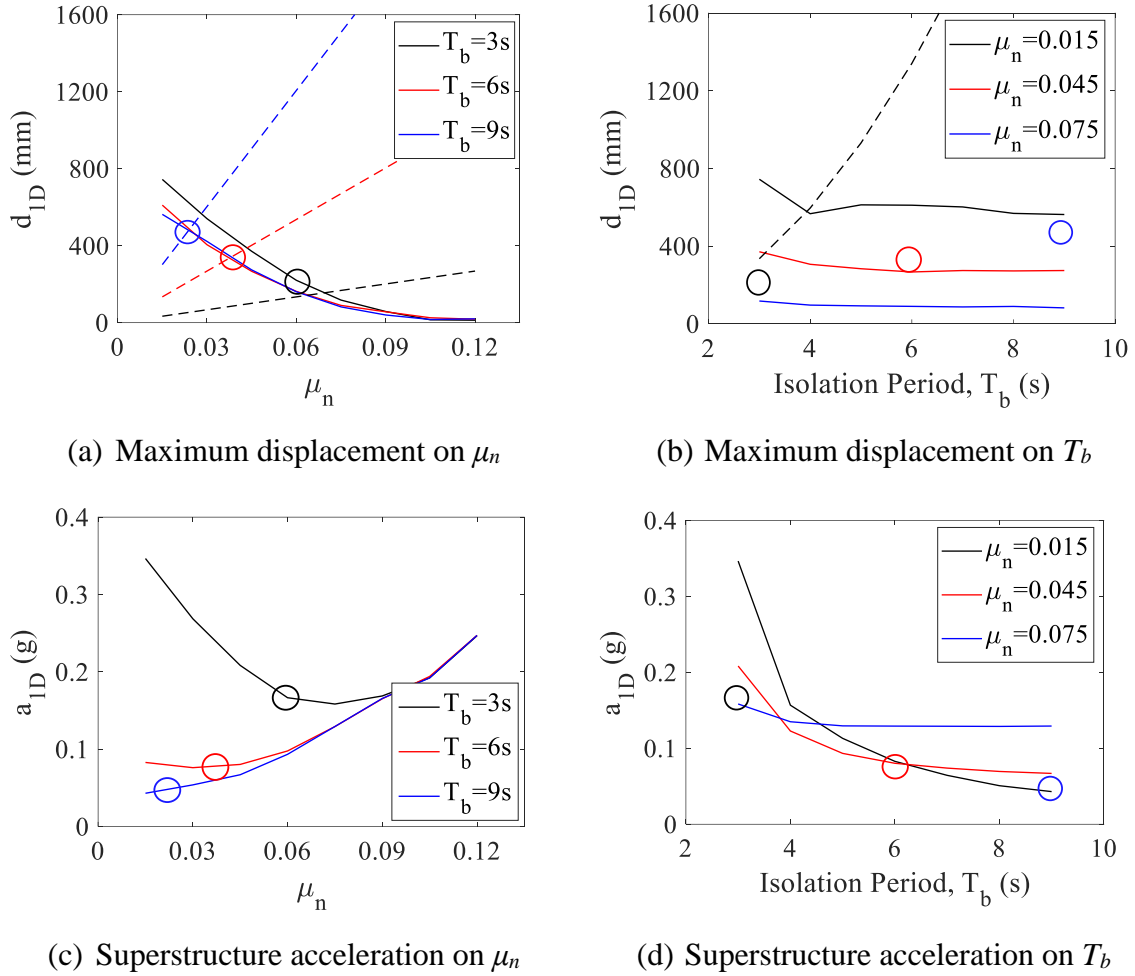 1600
1200
800
400
0
d1D (mm)
0
0.03
0.06
0.09
0.12
μn
Tb=3s
Tb=6s
Tb=9s
(a) Maximum displacement on μn
1600
1200
800
400
0
d1D (mm)
2
4
6
8
10
Isolation Period, Tb (s)
μn=0.015
μn=0.045
μn=0.075
(b) Maximum displacement on Tb
0.4
0.3
0.2
0.1
0
a1D (g)
0
0.03
0.06
0.09
0.12
μn
Tb=3s
Tb=6s
Tb=9s
(c) Superstructure acceleration on μn
0.4
0.3
0.2
0.1
0
a1D (g)
2
4
6
8
10
Isolation Period, Tb (s)
μn=0.015
μn=0.045
μn=0.075
(d) Superstructure acceleration on Tb